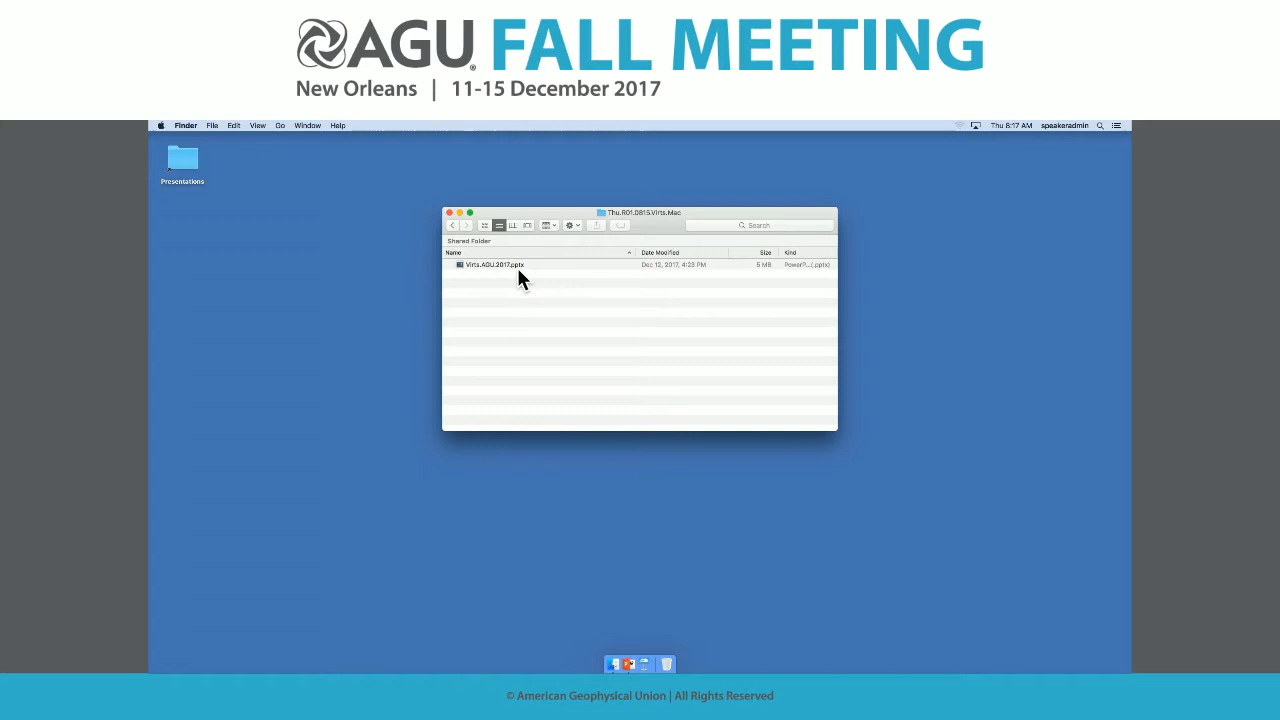 AGU FALL MEETING
New Orleans | 11-15 December 2017
Finder File Edit View Go Window Help Thu 8:17 AM speakeradmin
Presentations
Thu.R01.0815.Virts.Mac
Search
Shared Folder
Name Date Modified Size Kind
Virts.AGU.2017.pptx Dec 12, 2017, 4:23 PM 5 MB PowerP...(.pptx)
© American Geophysical Union | All Rights Reserved